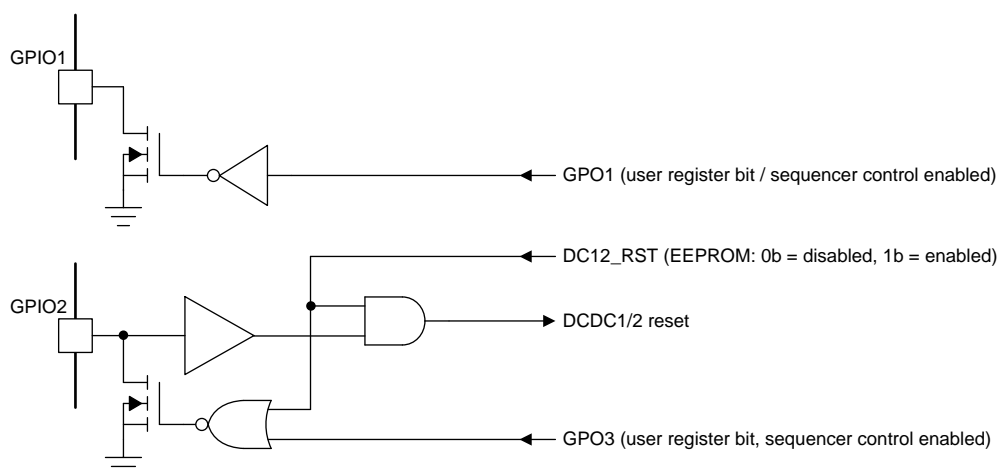 GPIO1
GPO1 (user register bit / sequencer control enabled)
DC12_RST (EEPROM: 0b = disabled, 1b = enabled)
GPIO2
DCDC1/2 reset
GPO3 (user register bit, sequencer control enabled)